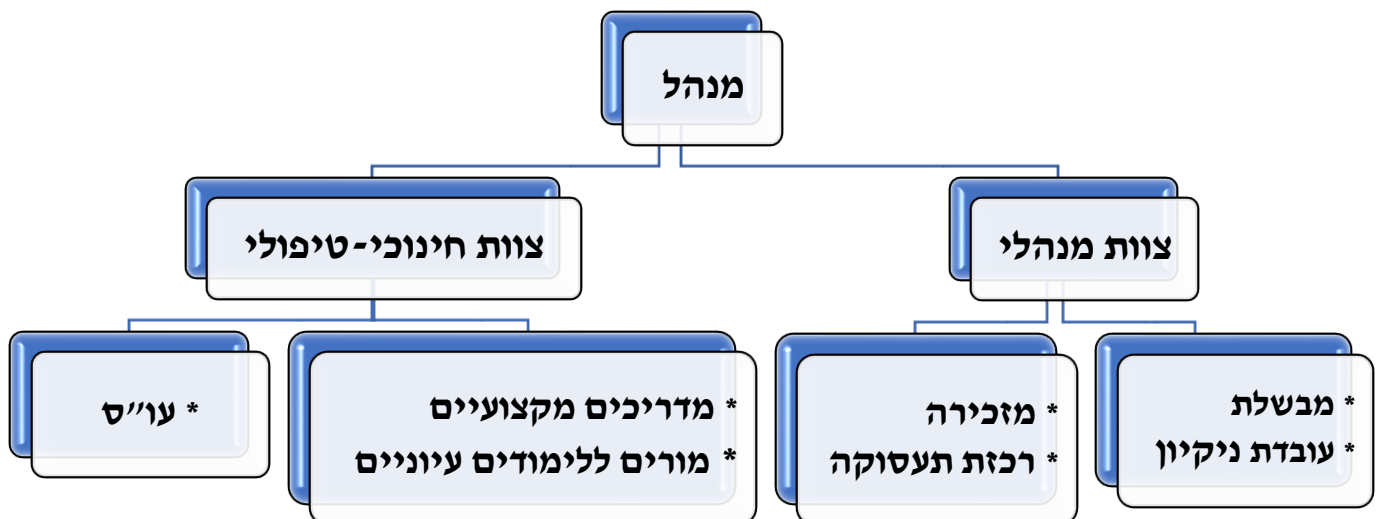 מנהל
צוות מנהלי
צוות חינוכי-טיפולי
* מבשלת
* עובדת ניקיון
* מזכירה
* רכזת תעסוקה
* מדריכים מקצועיים
* מורים ללימודים עיוניים
* עו״ס